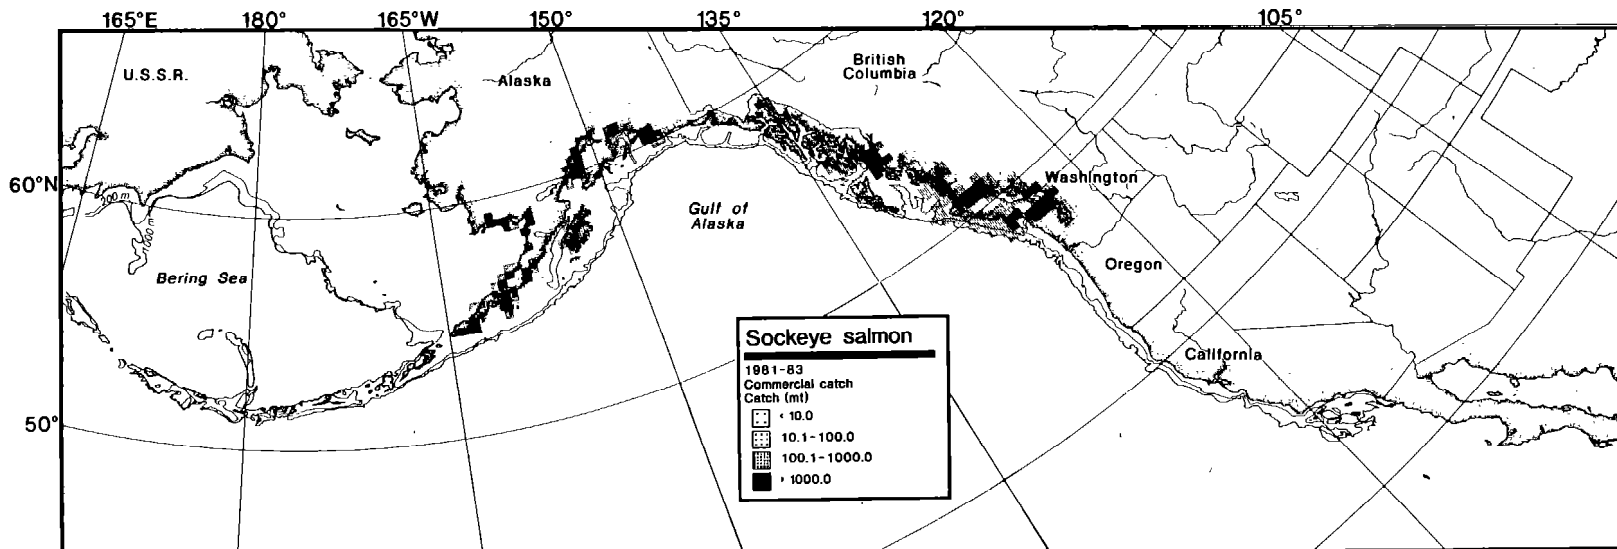 165°E 180° 165°W 150° 135° 120° 105°
U.S.S.R.
Alaska
British
Columbia
60°N
Washington
Gulf of
Alaska
Bering Sea
Oregon
Sockeye salmon
California
1981-83
Commercial catch
Catch (mt)
< 10.0
10.1-100.0
100.1-1000.0
> 1000.0
50°